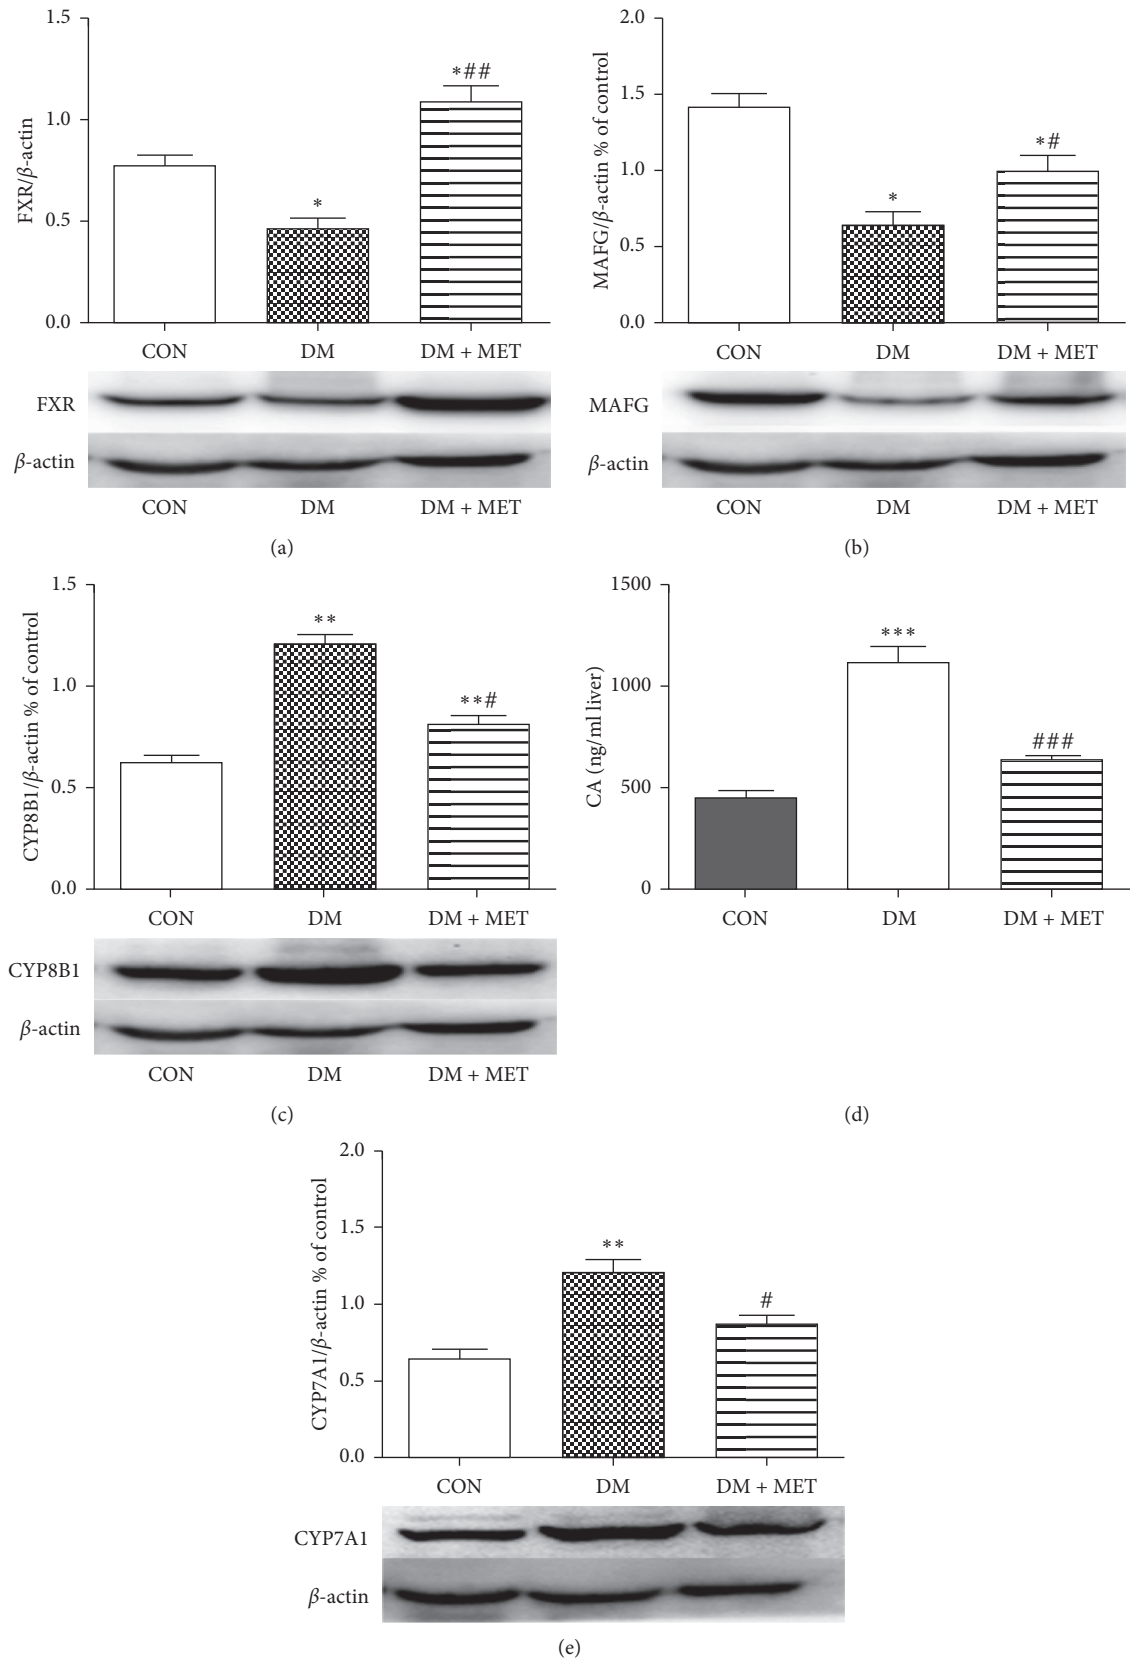 1.5
1.0
0.5
0.0
FXR/β-actin
*
*##
CON DM DM + MET
FXR
β-actin
CON DM DM + MET
(a)
2.0
1.5
1.0
0.5
0.0
MAFG/β-actin % of control
*
*#
CON DM DM + MET
MAFG
β-actin
CON DM DM + MET
(b)
1.5
1.0
0.5
0.0
CYP8B1/β-actin % of control
**
**#
CON DM DM + MET
CYP8B1
β-actin
CON DM DM + MET
(c)
1500
1000
500
0
CA (ng/ml liver)
***
###
CON DM DM + MET
(d)
2.0
1.5
1.0
0.5
0.0
CYP7A1/β-actin % of control
**
#
CON DM DM + MET
CYP7A1
β-actin
(e)